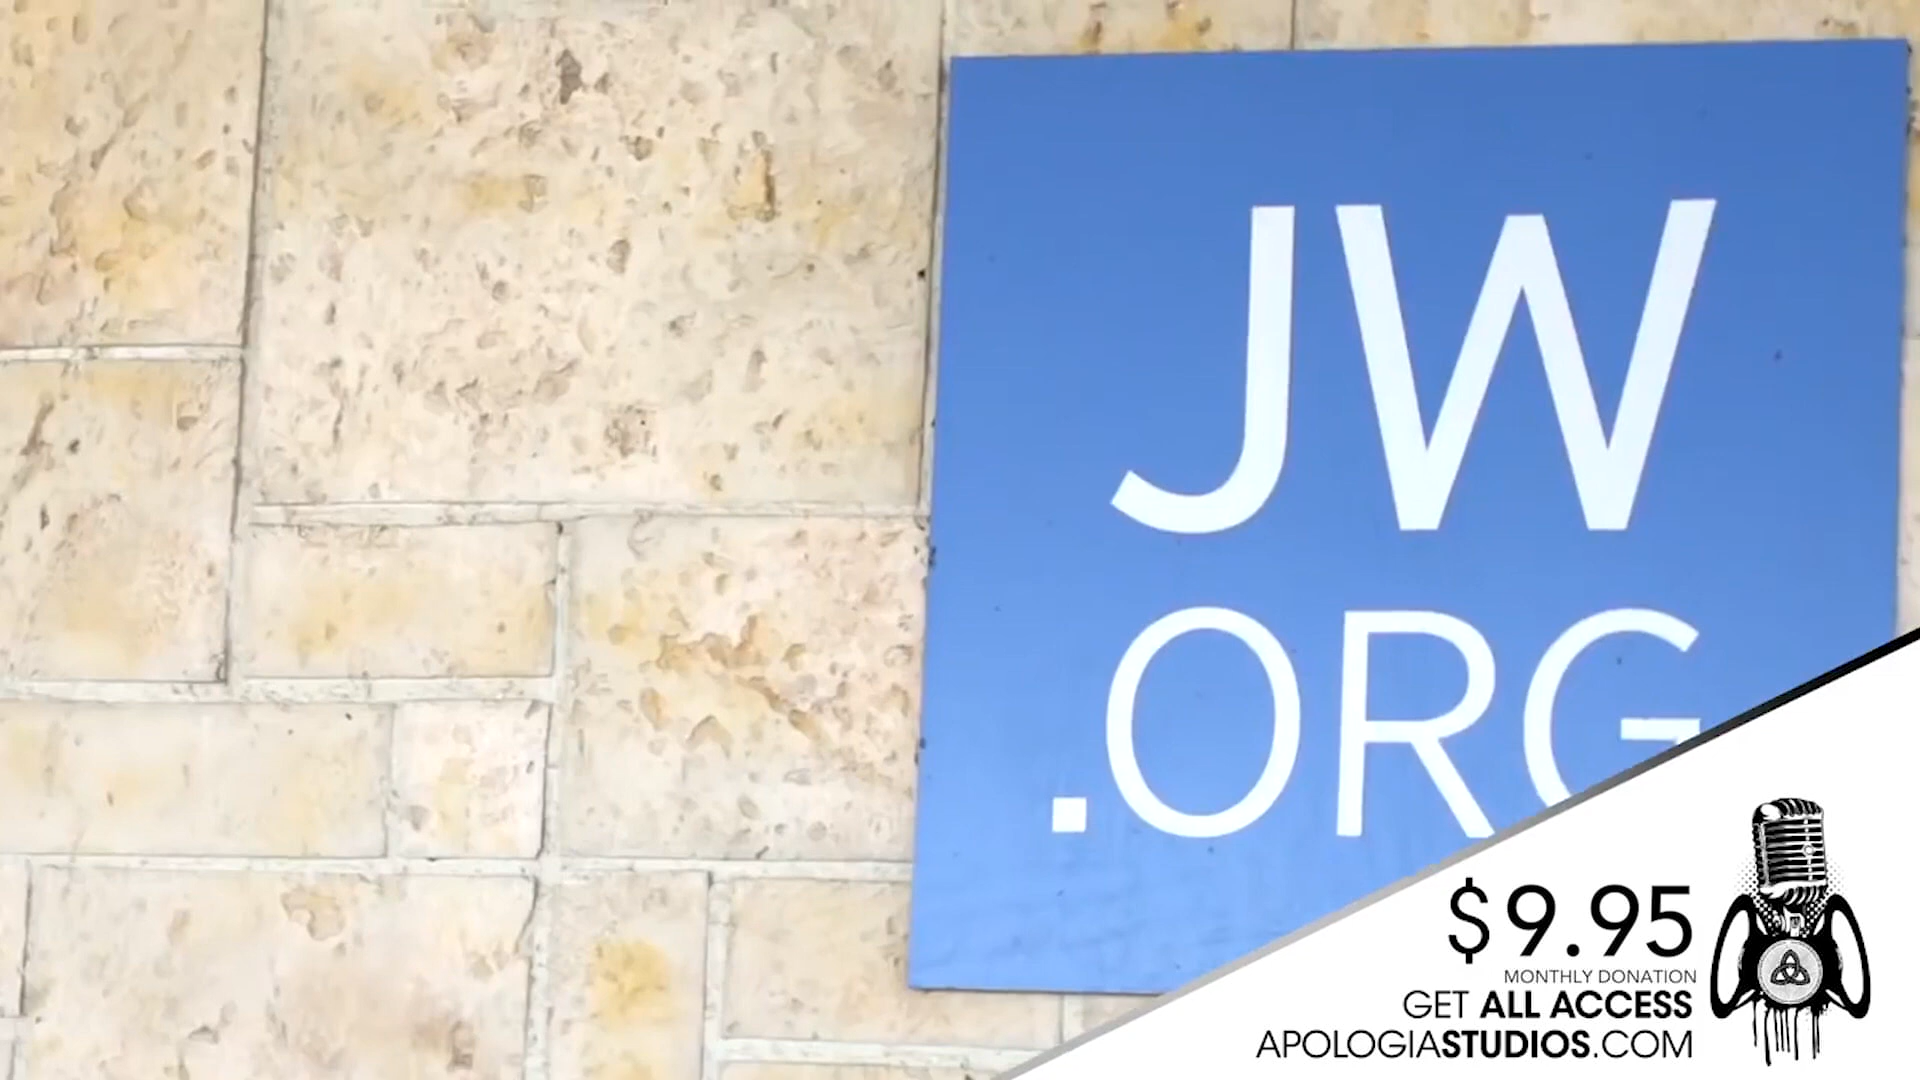 JW
.ORG
$9.95
MONTHLY DONATION
GET ALL ACCESS
APOLOGIASTUDIOS.COM